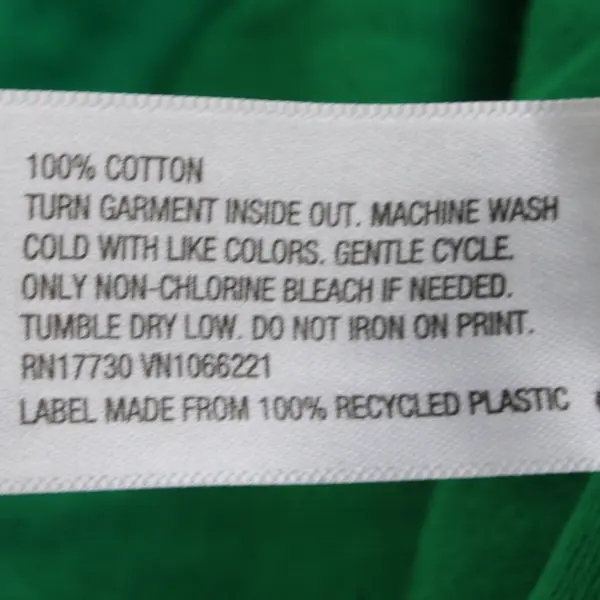 100% COTTON
TURN GARMENT INSIDE OUT. MACHINE WASH
COLD WITH LIKE COLORS. GENTLE CYCLE.
ONLY NON-CHLORINE BLEACH IF NEEDED.
TUMBLE DRY LOW. DO NOT IRON ON PRINT.
RN17730 VN1066221
LABEL MADE FROM 100% RECYCLED PLASTIC